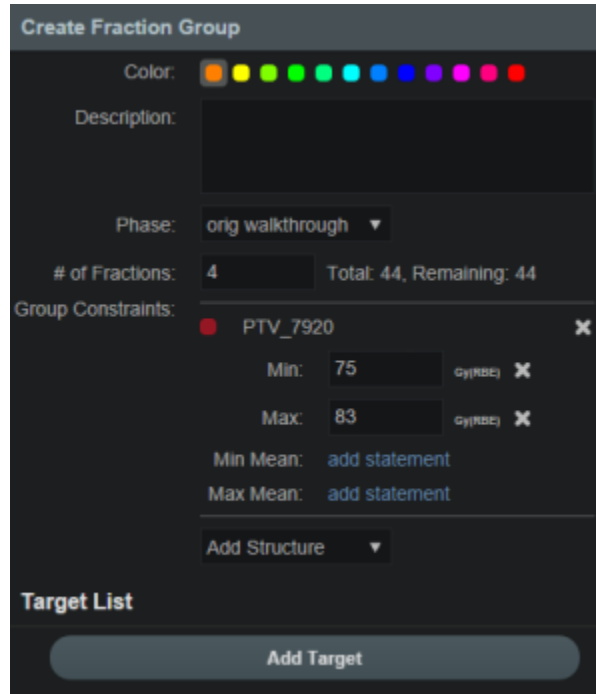 Create Fraction Group
Color:
Description:
Phase: orig walkthrough
# of Fractions: 4 Total: 44, Remaining: 44
Group Constraints:
PTV_7920
Min: 75 Gy(RBE)
Max: 83 Gy(RBE)
Min Mean: add statement
Max Mean: add statement
Add Structure
Target List
Add Target